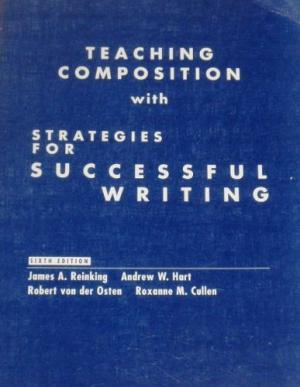 TEACHING
COMPOSITION
with
STRATEGIES
FOR
SUCCESSFUL
WRITING
SIXTH EDITION
James A. Reinking Andrew W. Hart
Robert von der Osten Roxanne M. Cullen